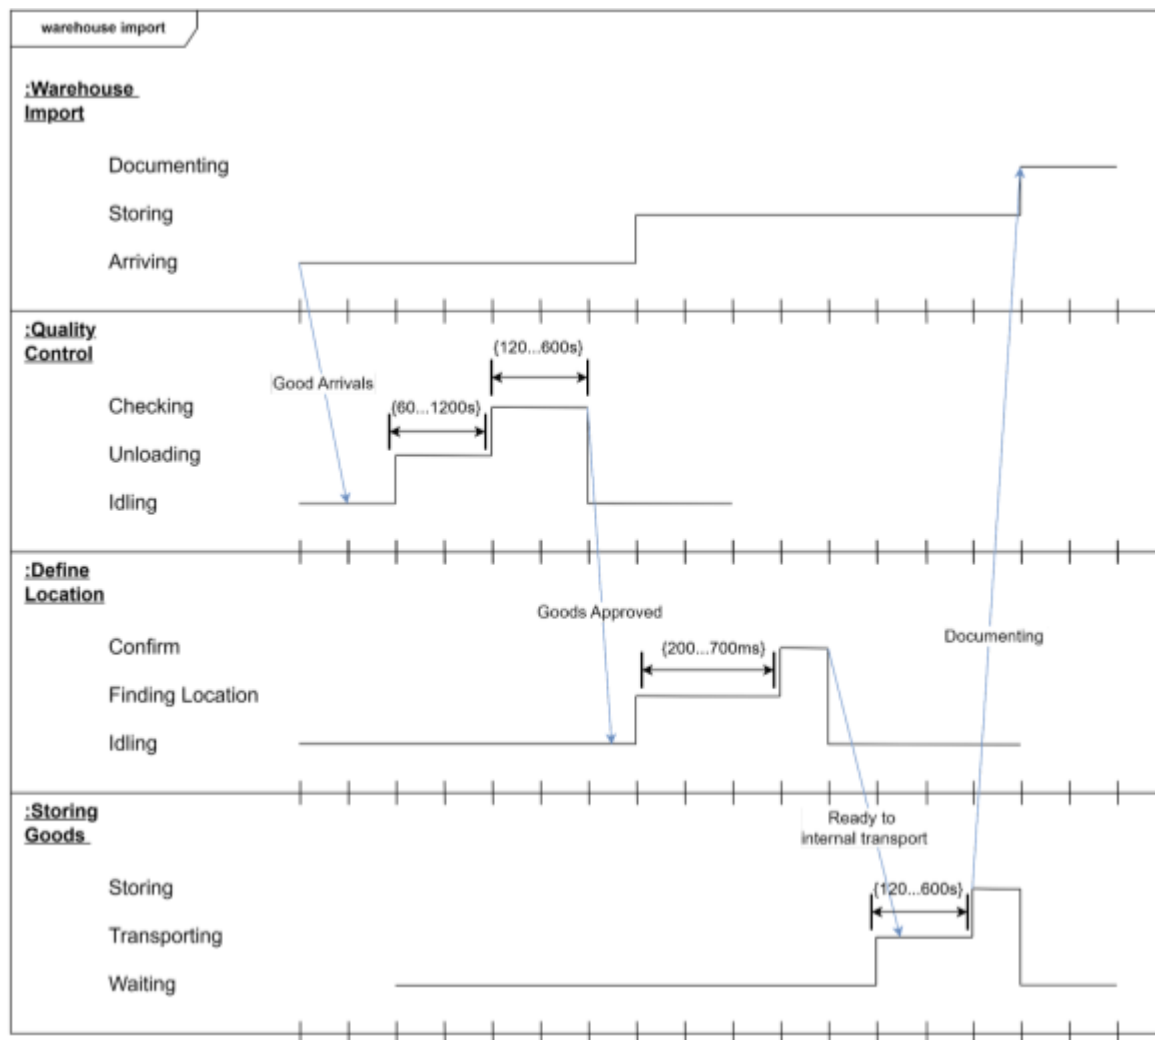 warehouse import
:Warehouse
Import
Documenting
Storing
Arriving
:Quality
Control
{120...600s}
Good Arrivals
Checking
{60...1200s}
Unloading
Idling
:Define
Location
Goods Approved
Documenting
Confirm
{200...700ms}
Finding Location
Idling
:Storing
Goods
Ready to
internal transport
Storing
{120...600s}
Transporting
Waiting